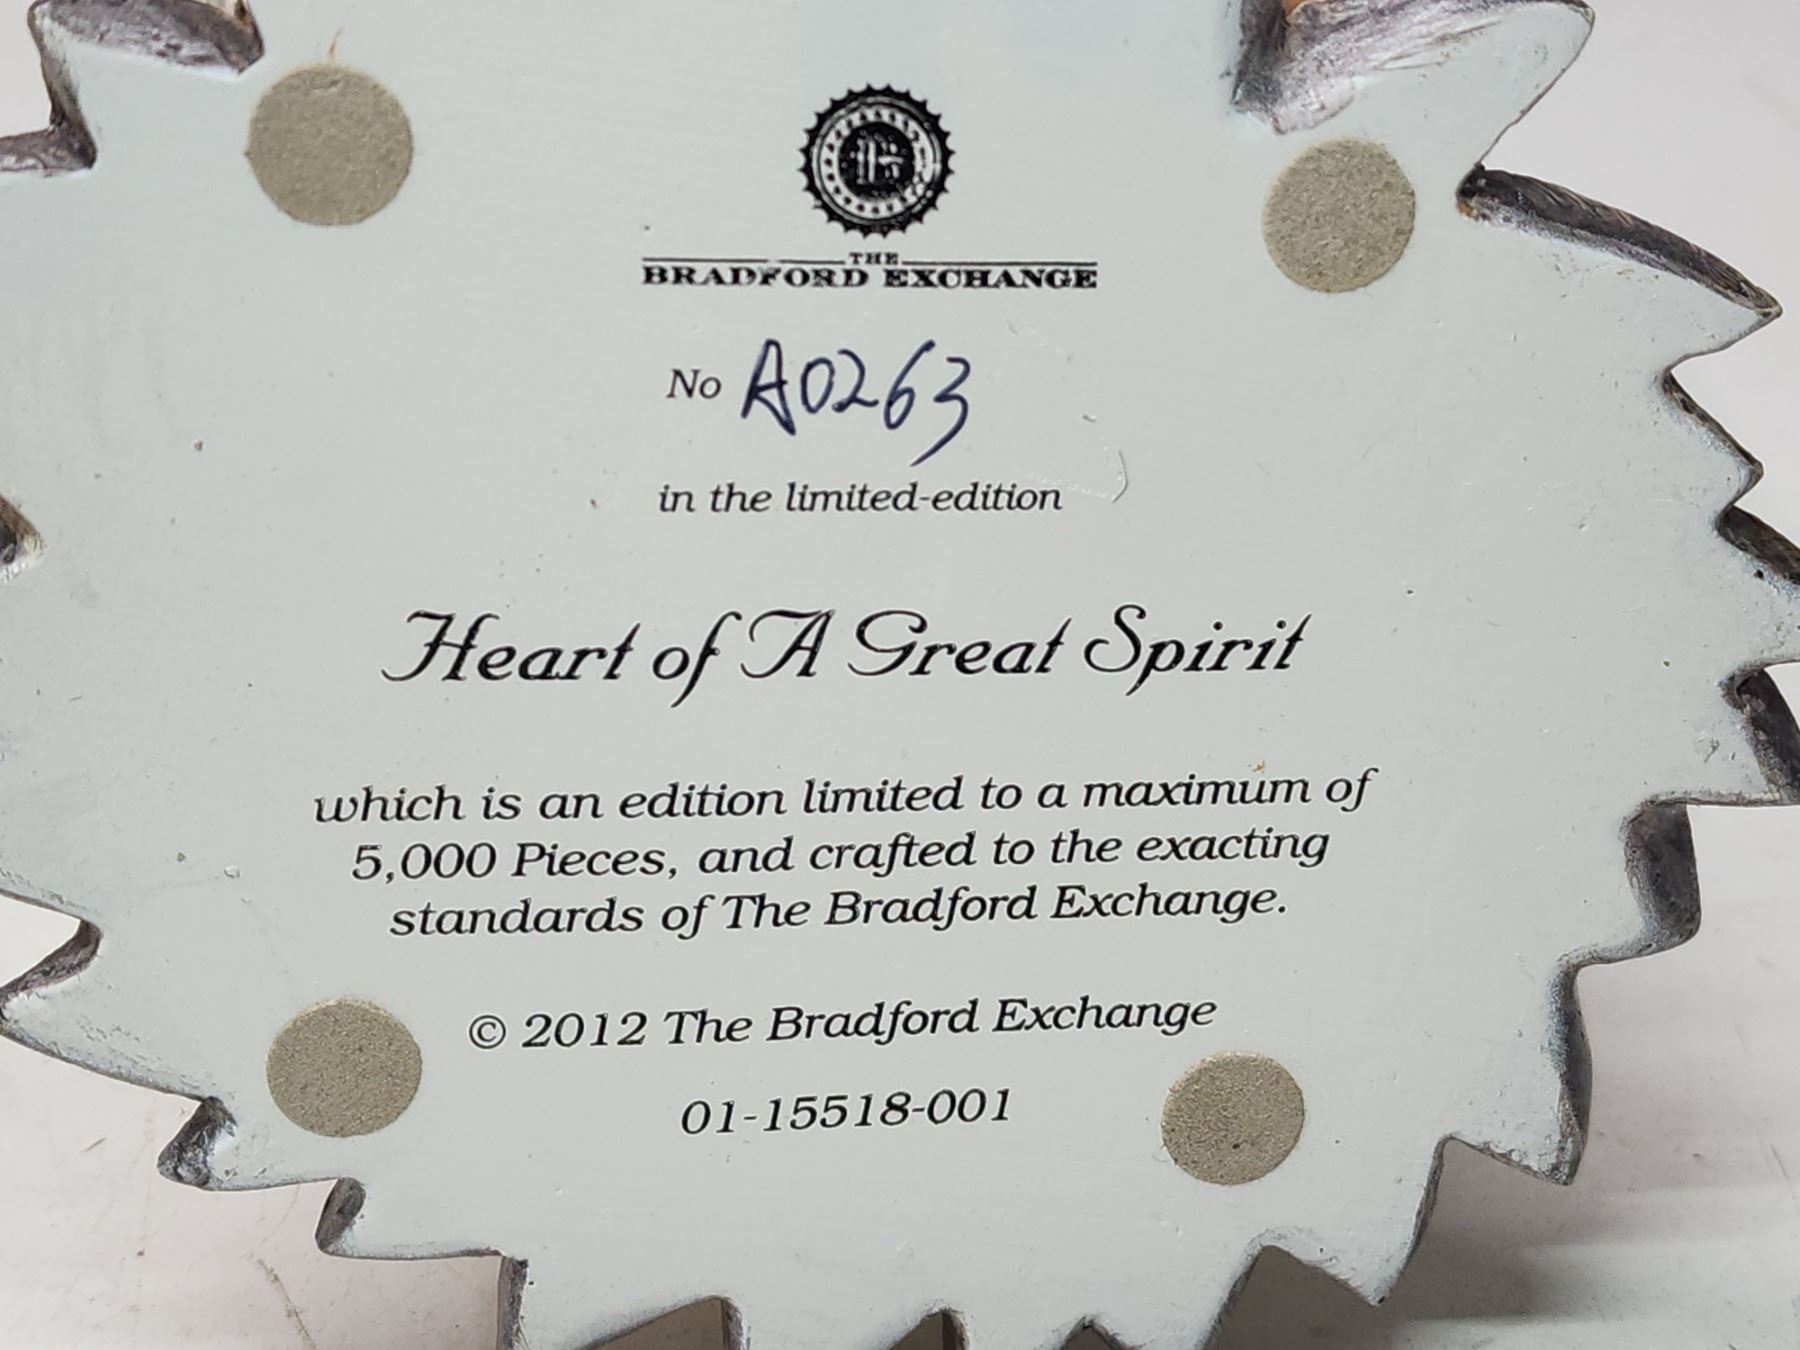 THE
BRADFORD EXCHANGE
No A0263
in the limited-edition
Heart of A Great Spirit
which is an edition limited to a maximum of
5,000 Pieces, and crafted to the exacting
standards of The Bradford Exchange.
© 2012 The Bradford Exchange
01-15518-001